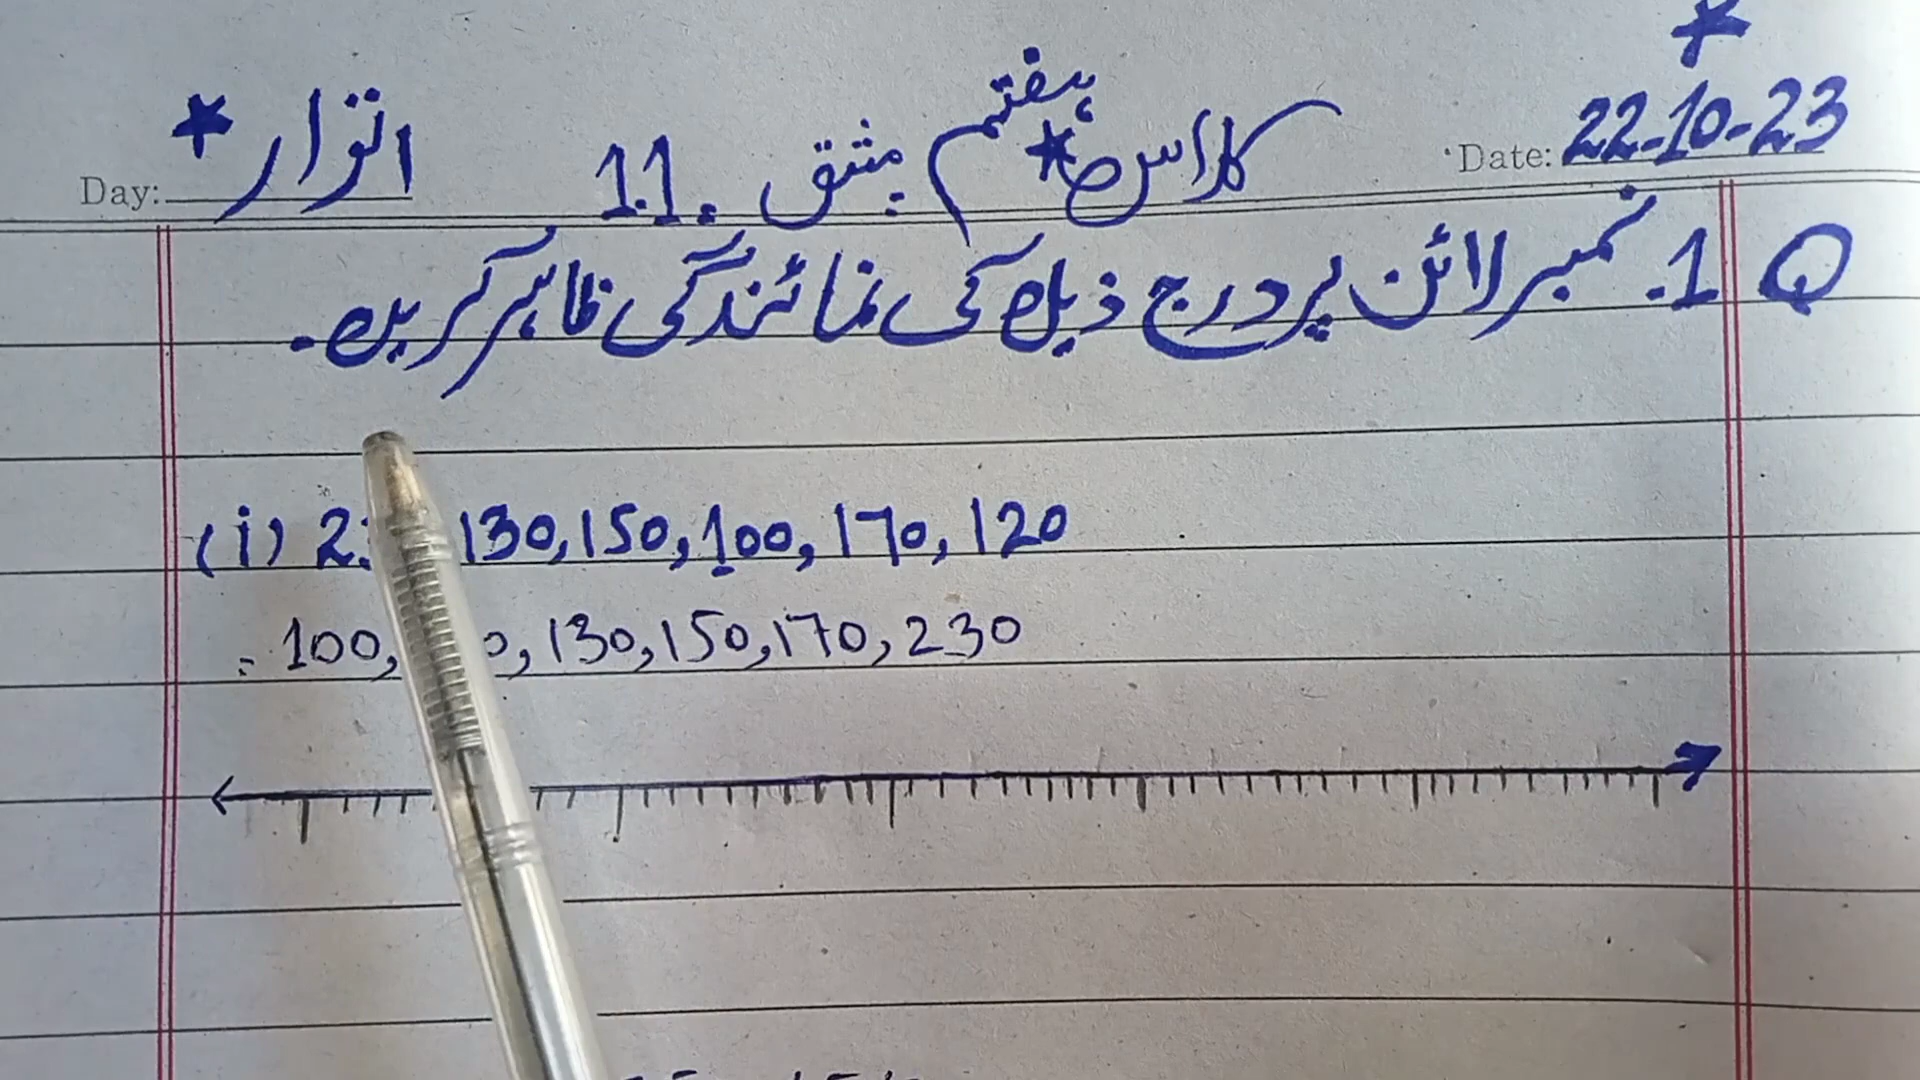 Day: اتوار کلاس ہفتم مشق .1.1 Date: 22-10-23
Q 1. نمبر لائن پر درج ذیل کی نمائندگی ظاہر کریں۔
(i) 130, 150, 100, 170, 120
= 100, 130, 150, 170, 230